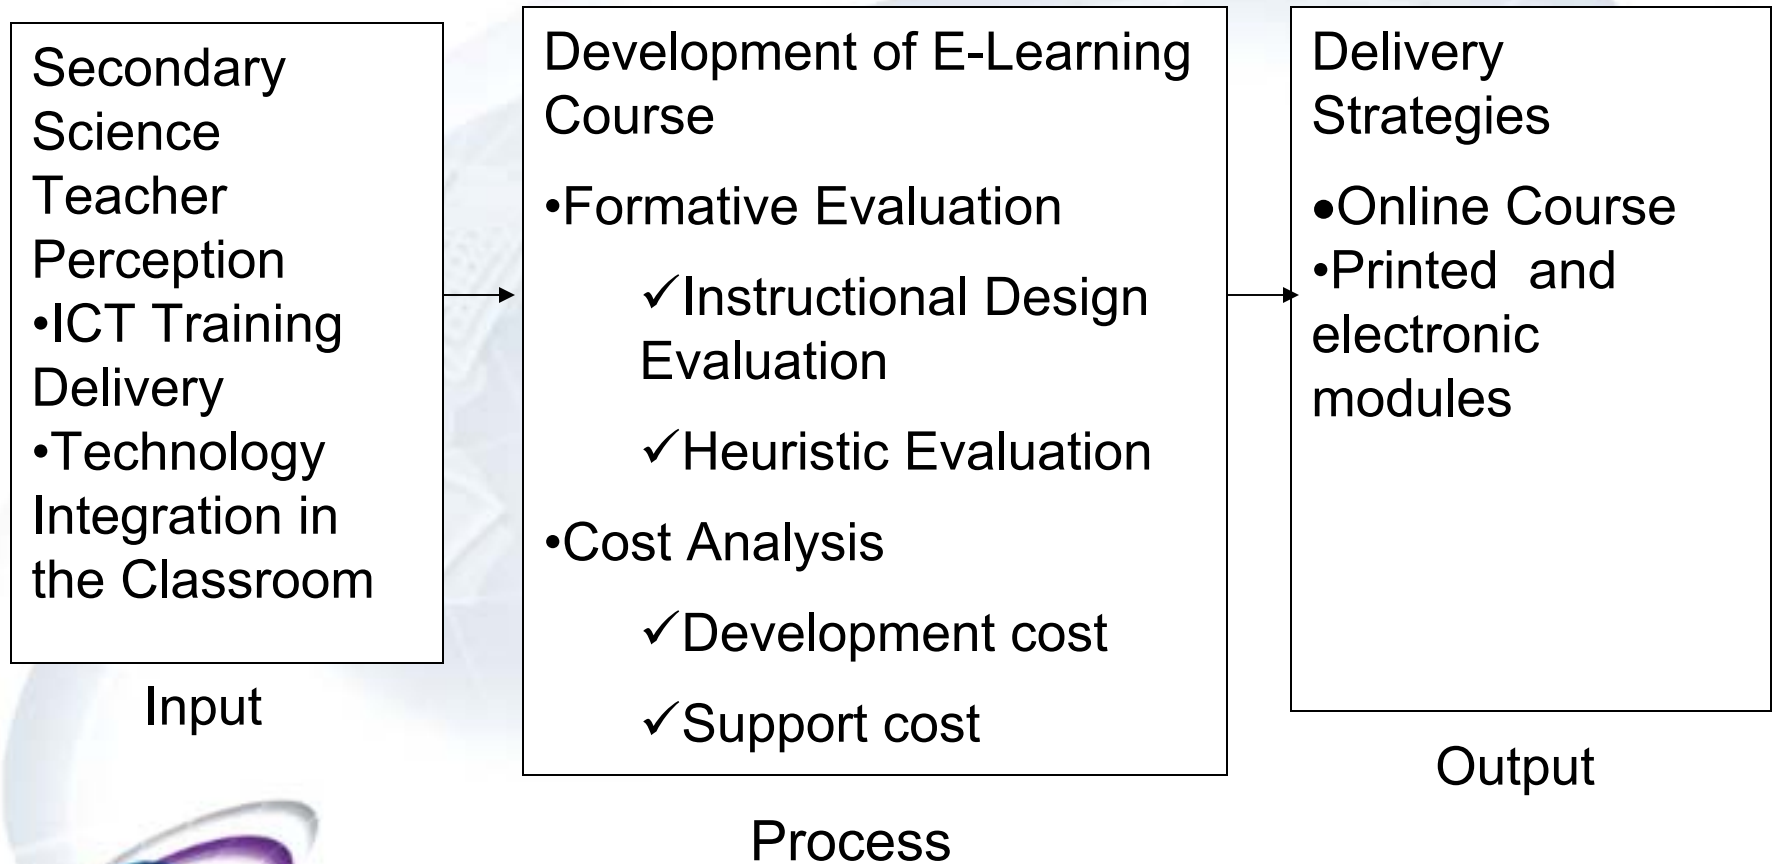 Secondary
Science
Teacher
Perception
•ICT Training
Delivery
•Technology
Integration in
the Classroom
Input
Development of E-Learning
Course
•Formative Evaluation
✓Instructional Design
Evaluation
✓Heuristic Evaluation
•Cost Analysis
✓Development cost
✓Support cost
Process
Delivery
Strategies
•Online Course
•Printed and
electronic
modules
Output